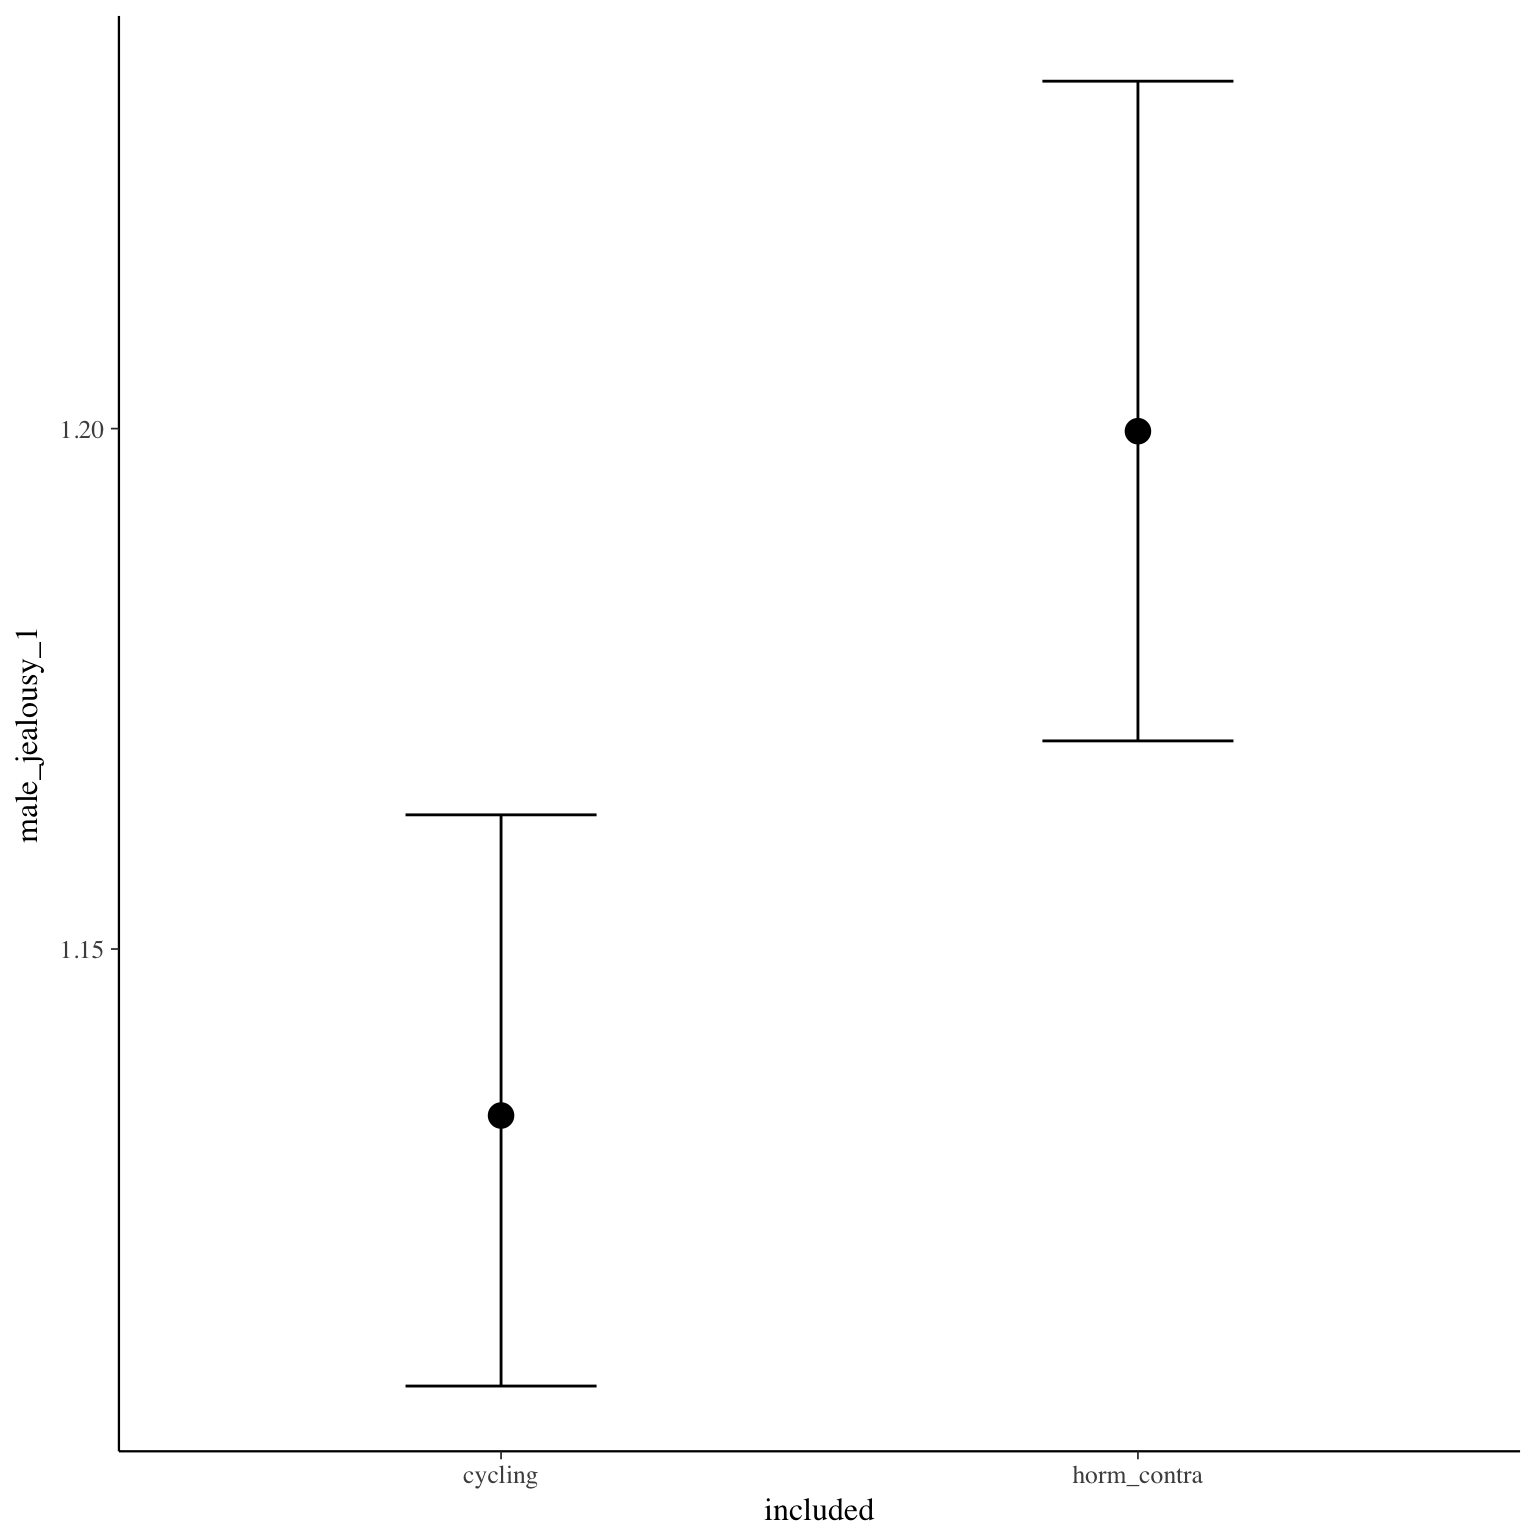 male_jealousy_1
1.20
1.15
cycling
horm_contra
included